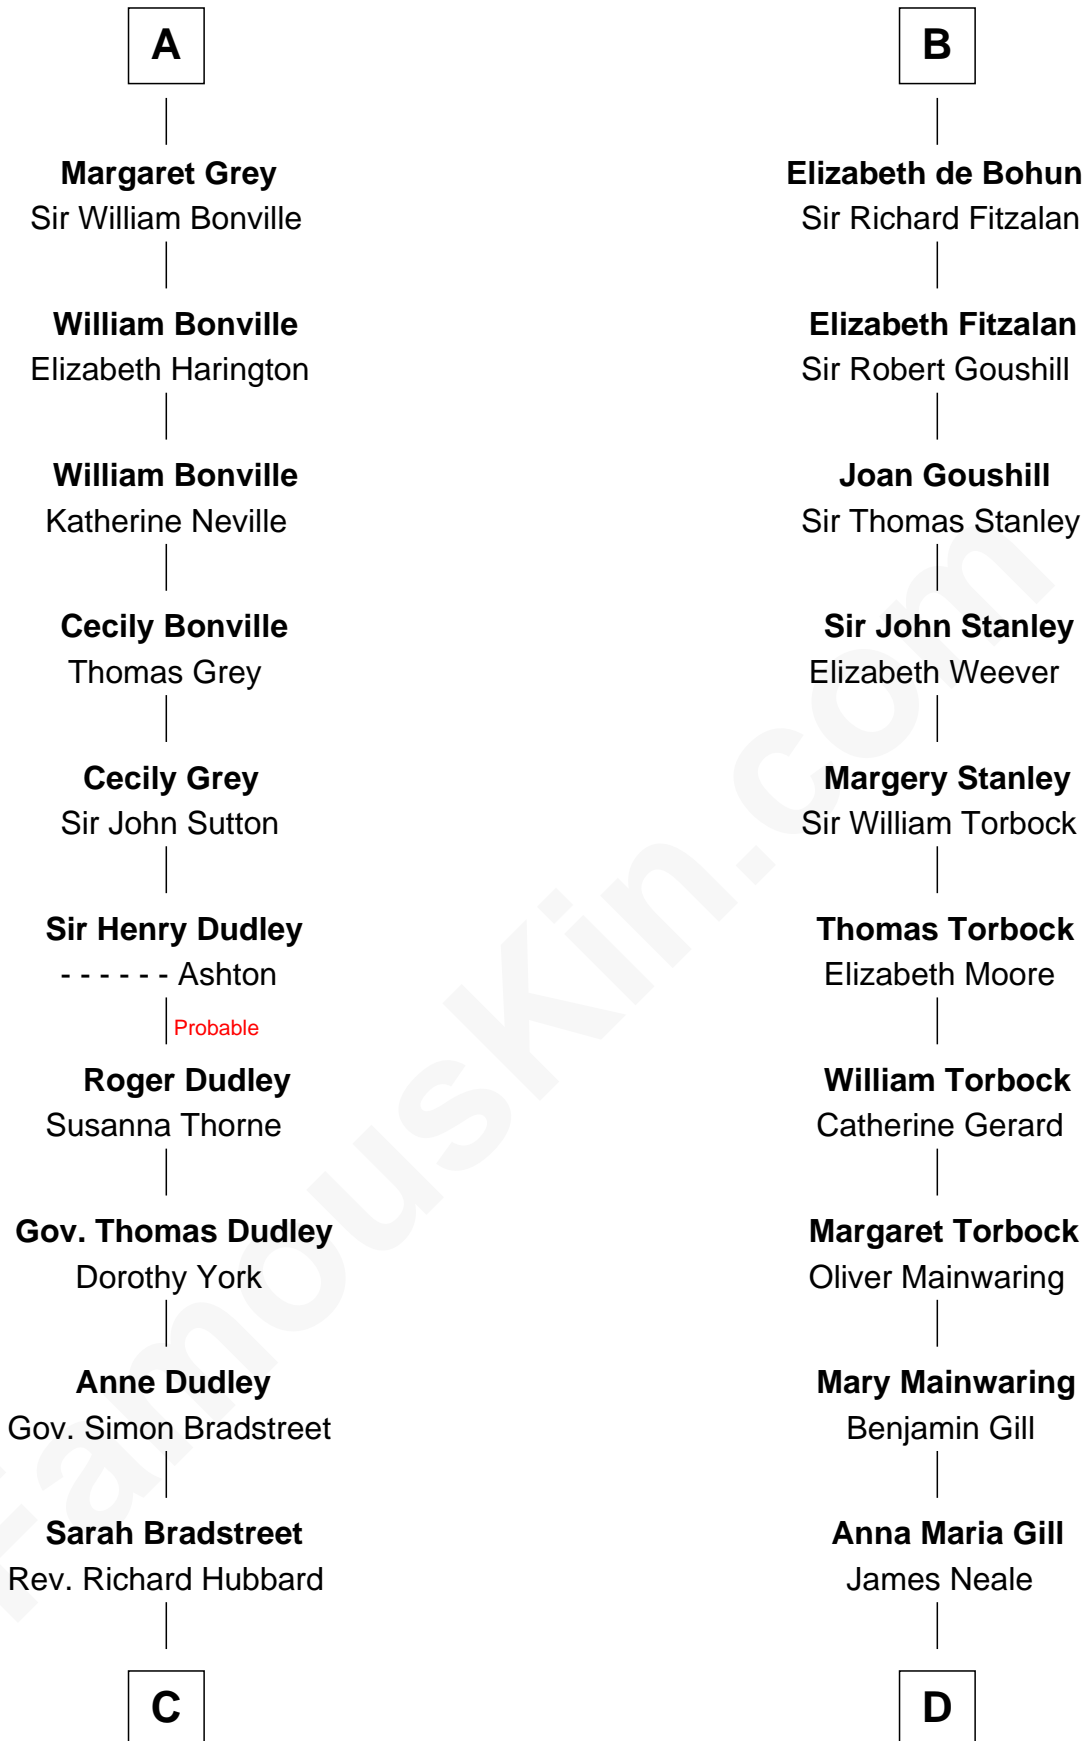 A
Margaret Grey
Sir William Bonville
William Bonville
Elizabeth Harington
William Bonville
Katherine Neville
Cecily Bonville
Thomas Grey
Cecily Grey
Sir John Sutton
Sir Henry Dudley
- - - - - - Ashton
Probable
Roger Dudley
Susanna Thorne
Gov. Thomas Dudley
Dorothy York
Anne Dudley
Gov. Simon Bradstreet
Sarah Bradstreet
Rev. Richard Hubbard
C
B
Elizabeth de Bohun
Sir Richard Fitzalan
Elizabeth Fitzalan
Sir Robert Goushill
Joan Goushill
Sir Thomas Stanley
Sir John Stanley
Elizabeth Weever
Margery Stanley
Sir William Torbock
Thomas Torbock
Elizabeth Moore
William Torbock
Catherine Gerard
Margaret Torbock
Oliver Mainwaring
Mary Mainwaring
Benjamin Gill
Anna Maria Gill
James Neale
D
FamousKin.com